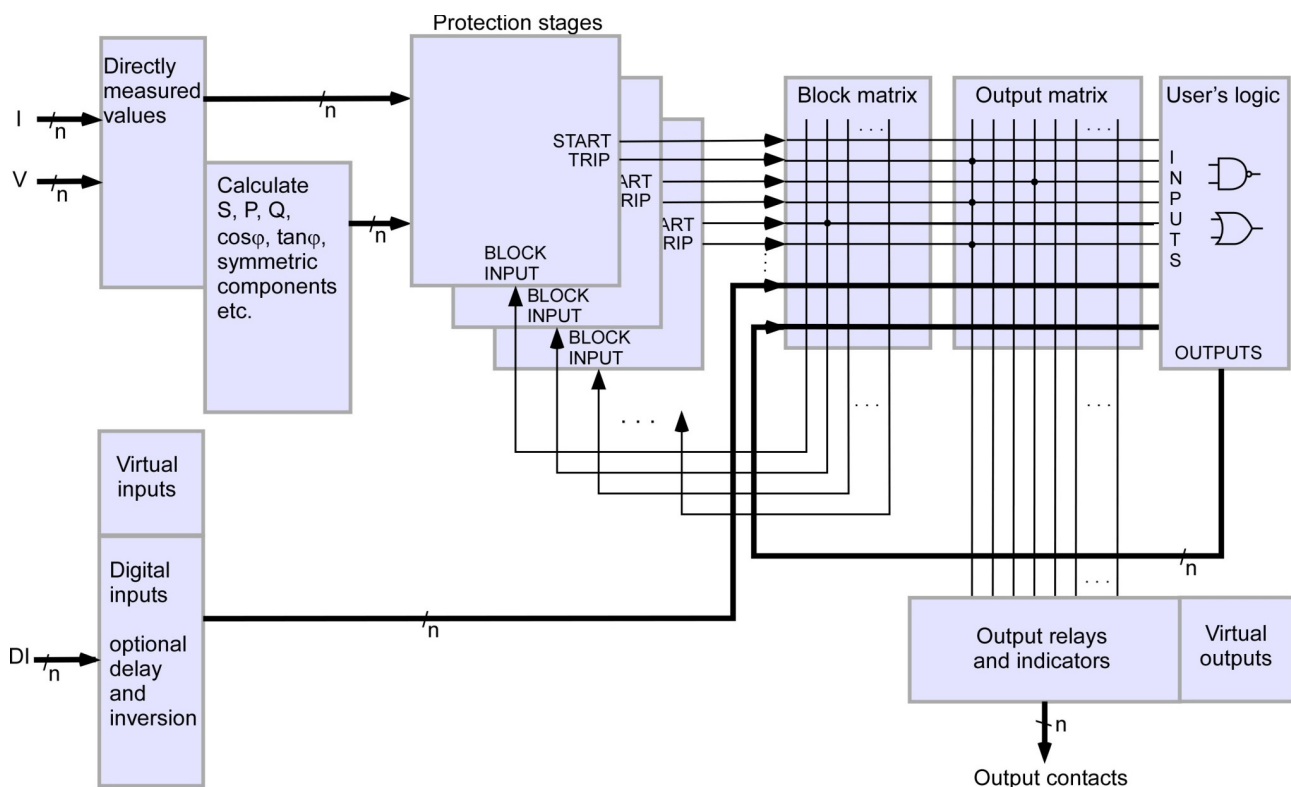 Protection stages
I
n
V
n
Directly
measured
values
n
Calculate
S, P, Q,
cosφ, tanφ,
symmetric
components
etc.
n
START
TRIP
BLOCK
INPUT
ART
RIP
BLOCK
INPUT
ART
RIP
BLOCK
INPUT
Block matrix
. . .
. . .
Output matrix
. . .
. . .
. . .
User's logic
I
N
P
U
T
S
OUTPUTS
. . .
n
Virtual
inputs
Digital
inputs
optional
delay
and
inversion
DI
n
n
Output relays
and indicators
Virtual
outputs
n
Output contacts